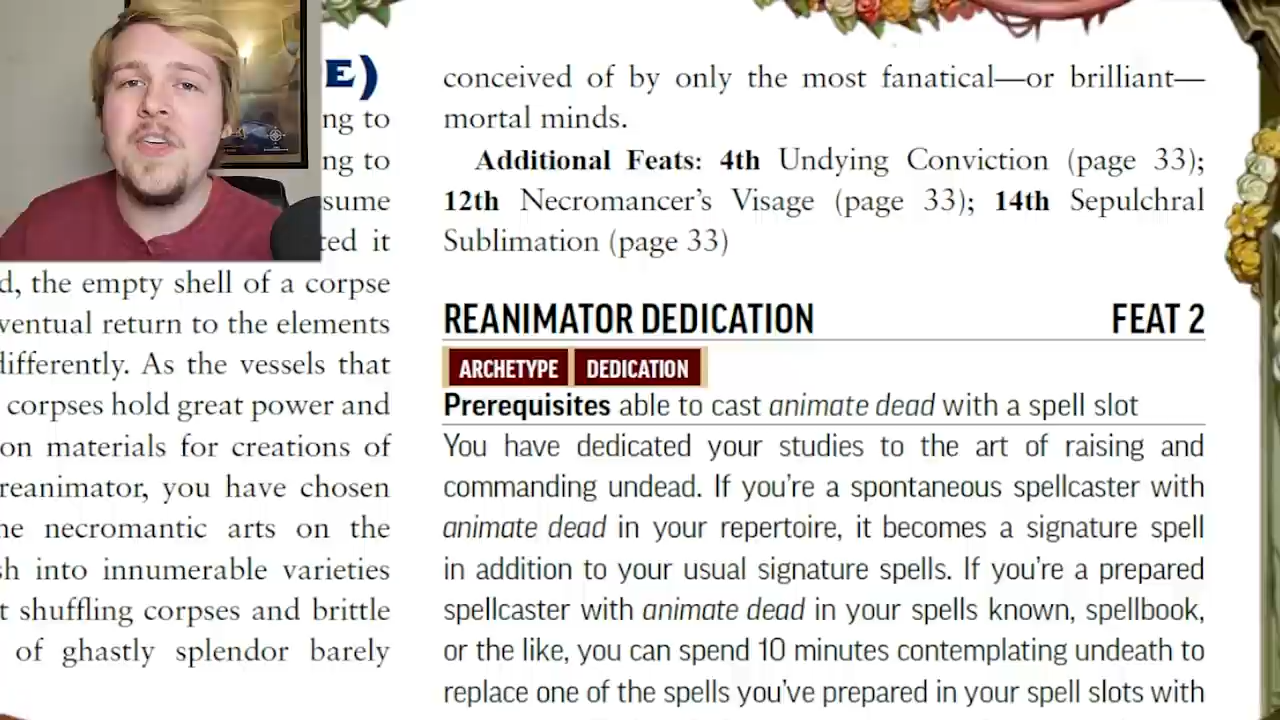 E)
ng to
ng to
sume
ted it
d, the empty shell of a corpse
ventual return to the elements
differently. As the vessels that
corpses hold great power and
on materials for creations of
reanimator, you have chosen
ne necromantic arts on the
sh into innumerable varieties
t shuffling corpses and brittle
of ghastly splendor barely
conceived of by only the most fanatical—or brilliant—
mortal minds.
Additional Feats: 4th Undying Conviction (page 33);
12th Necromancer's Visage (page 33); 14th Sepulchral
Sublimation (page 33)
REANIMATOR DEDICATION FEAT 2
ARCHETYPE DEDICATION
Prerequisites able to cast animate dead with a spell slot
You have dedicated your studies to the art of raising and
commanding undead. If you're a spontaneous spellcaster with
animate dead in your repertoire, it becomes a signature spell
in addition to your usual signature spells. If you're a prepared
spellcaster with animate dead in your spells known, spellbook,
or the like, you can spend 10 minutes contemplating undeath to
replace one of the spells you've prepared in your spell slots with